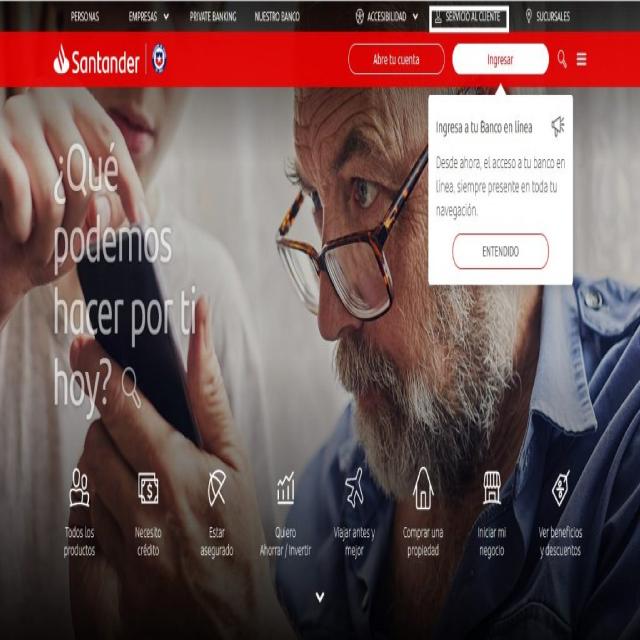 PERSONAS
EMPRESAS
PRIVATE BANKING
NUESTRO BANCO
ACCESIBILIDAD
SERVICIO AL CLIENTE
SUCURSALES
Santander
Abre tu cuenta
Ingresar
Ingresa a tu Banco en línea
Desde ahora, el acceso a tu banco en
línea, siempre presente en toda tu
navegación.
ENTENDIDO
¿Qué
podemos
hacer por ti
hoy?
Todos los
productos
Necesito
crédito
Estar
asegurado
Quiero
Ahorrar / Invertir
Viajar antes y
mejor
Comprar una
propiedad
Iniciar mi
negocio
Ver beneficios
y descuentos